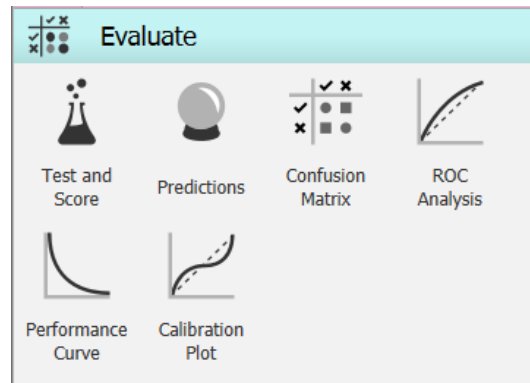 Evaluate
Test and
Score
Predictions
Confusion
Matrix
ROC
Analysis
Performance
Curve
Calibration
Plot